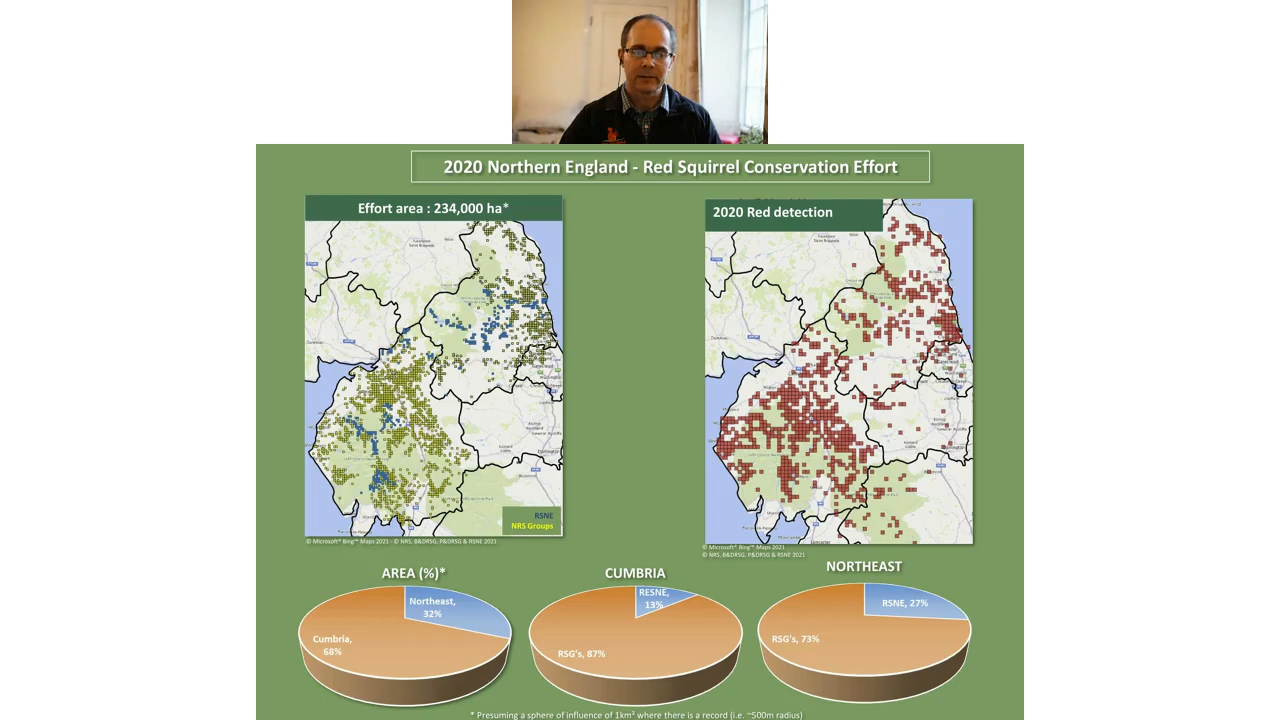 2020 Northern England - Red Squirrel Conservation Effort
Effort area : 234,000 ha*
2020 Red detection
RSNE
NRS Groups
© Microsoft® Bing™ Maps 2021 - © NRS, B&DRSG, P&DRSG & RSNE 2021
© Microsoft® Bing™ Maps 2021
© NRS, B&DRSG, P&DRSG & RSNE 2021
AREA (%)*
CUMBRIA
NORTHEAST
Northeast,
32%
Cumbria,
68%
RESNE,
13%
RSG's, 87%
RSNE, 27%
RSG's, 73%
* Presuming a sphere of influence of 1km² where there is a record (i.e. ~500m radius)